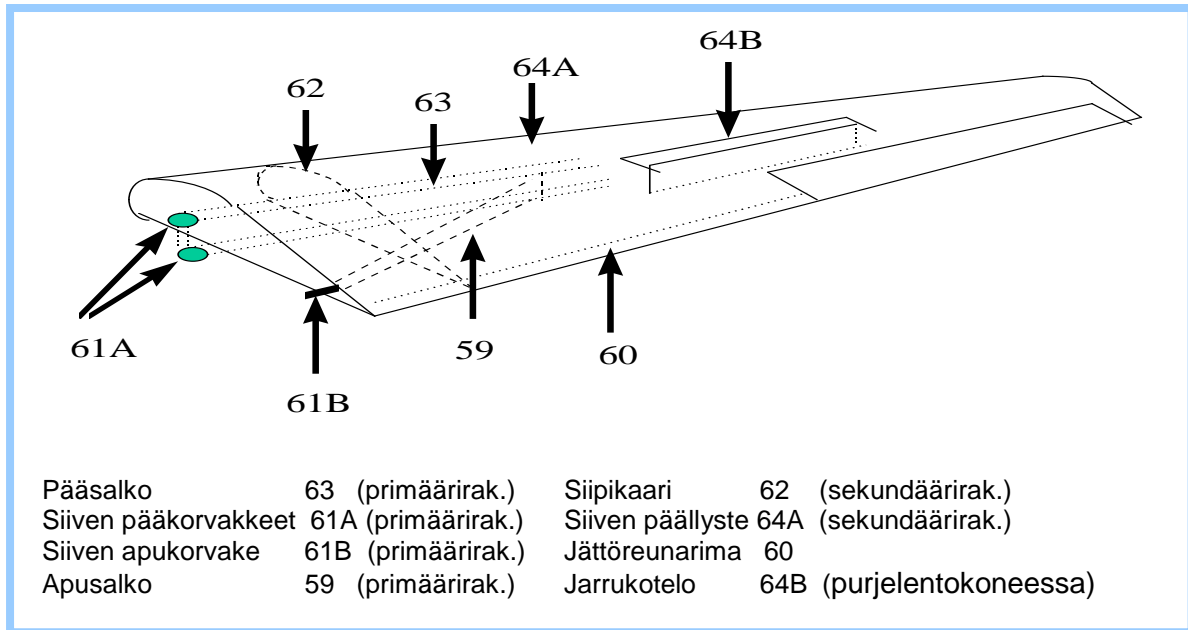 64B
64A
62
63
61A
59
60
61B
Pääsalko 63 (primäärirak.) Siipikaari 62 (sekundäärirak.)
Siiven pääkorvakkeet 61A (primäärirak.) Siiven päällyste 64A (sekundäärirak.)
Siiven apukorvake 61B (primäärirak.) Jättöreunarima 60
Apusalko 59 (primäärirak.) Jarrukotelo 64B (purjelentokoneessa)